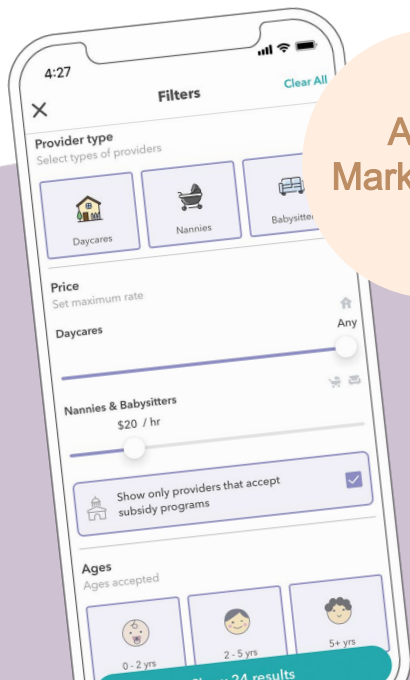 4:27
Filters
Clear All
Provider type
Select types of providers
Daycares
Nannies
Price
Set maximum rate
Daycares
Any
Nannies & Babysitters
$20 / hr
Show only providers that accept
subsidy programs
Ages
Ages accepted
0 - 2 yrs
2 - 5 yrs
5+ yrs
24 results